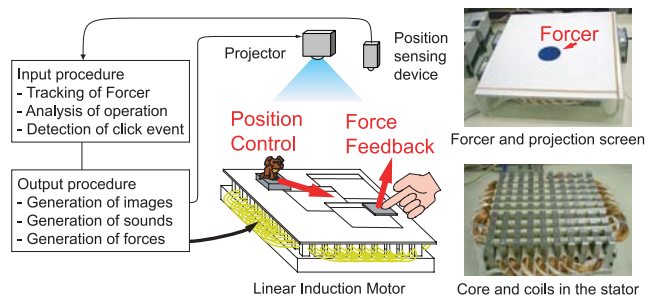 Projector
Position
sensing
device
Input procedure
- Tracking of Forcer
- Analysis of operation
- Detection of click event
Output procedure
- Generation of images
- Generation of sounds
- Generation of forces
Position
Control
Force
Feedback
Linear Induction Motor
Forcer
Forcer and projection screen
Core and coils in the stator